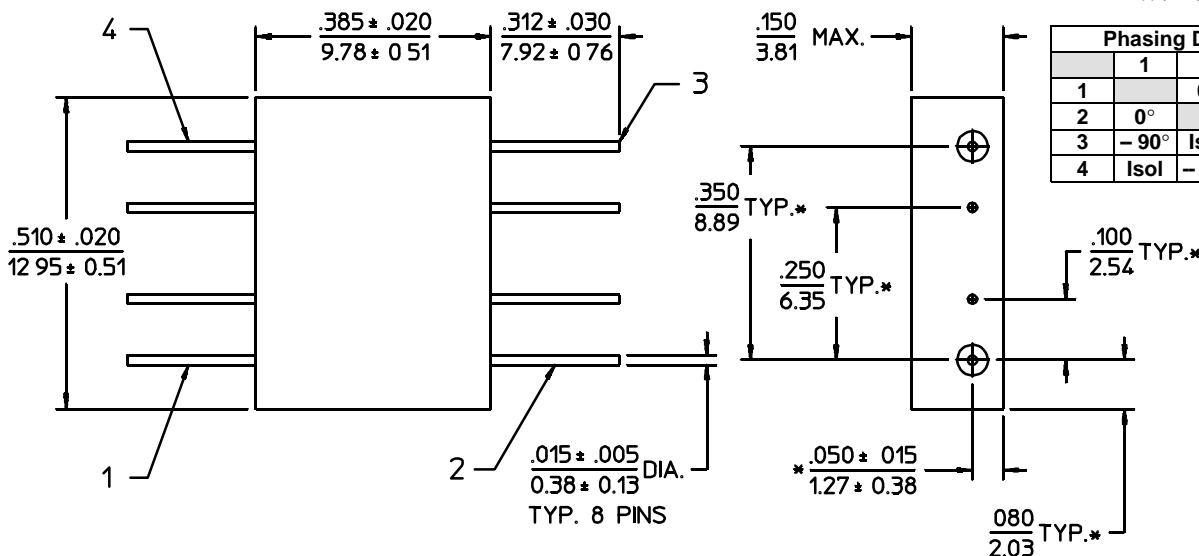 4
.385 ± .020
9.78 ± 0 51
.312 ± .030
7.92 ± 0 76
3
.510 ± .020
12 95 ± 0.51
1
2
.015 ± .005
0.38 ± 0.13 DIA.
TYP. 8 PINS
.150
3.81 MAX.
.350
8.89 TYP.*
.250
6.35 TYP.*
.100
2.54 TYP.*
* .050 ± 015
1.27 ± 0.38
080
2.03 TYP.*
Phasing D
1
1
2 0°
3 – 90° Is
4 Isol –